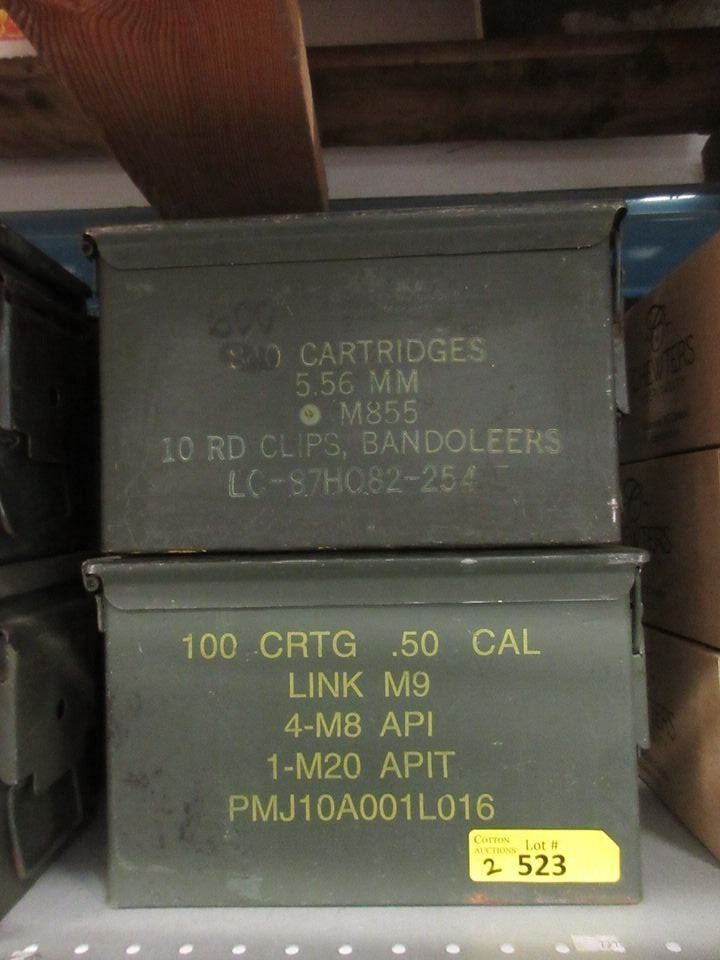 800
CARTRIDGES
5.56 MM
M855
10 RD CLIPS, BANDOLEERS
LC-87H082-254
100 CRTG .50 CAL
LINK M9
4-M8 API
1-M20 APIT
PMJ10A001L016
COTTON AUCTIONS Lot #
2 523